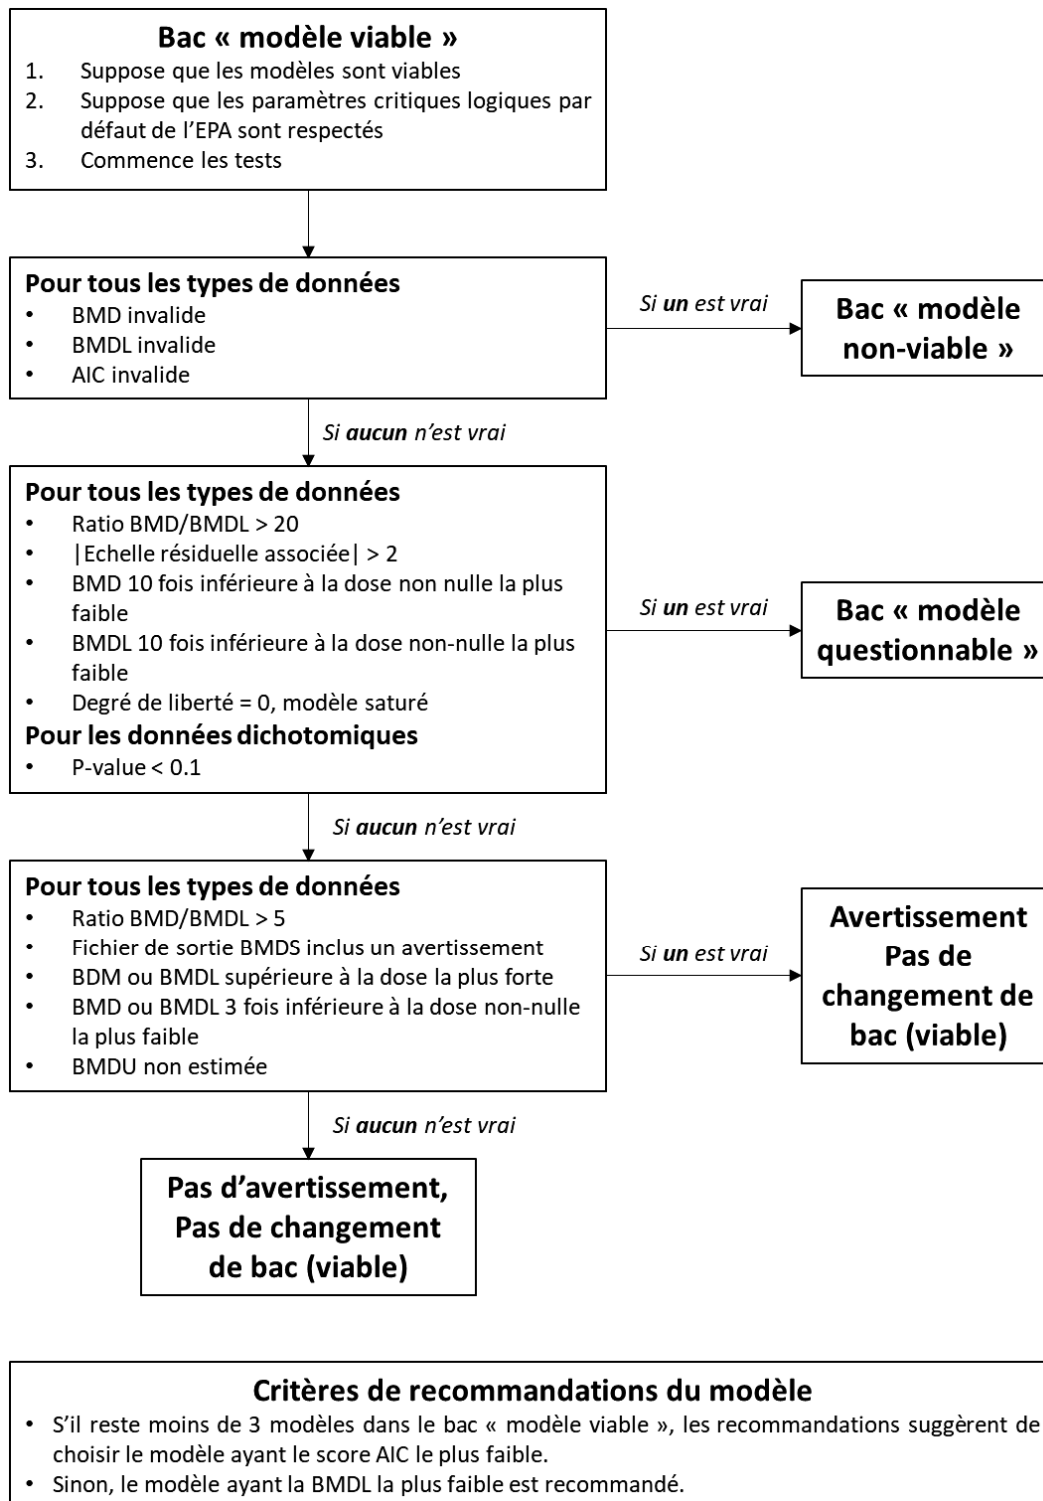 Bac « modèle viable »
1. Suppose que les modèles sont viables
2. Suppose que les paramètres critiques logiques par
défaut de l'EPA sont respectés
3. Commence les tests
Pour tous les types de données
• BMD invalide
• BMDL invalide
• AIC invalide
Si un est vrai
Bac « modèle
non-viable »
Si aucun n'est vrai
Pour tous les types de données
• Ratio BMD/BMDL > 20
• |Echelle résiduelle associée| > 2
• BMD 10 fois inférieure à la dose non nulle la plus
faible
• BMDL 10 fois inférieure à la dose non-nulle la plus
faible
• Degré de liberté = 0, modèle saturé
Pour les données dichotomiques
• P-value < 0.1
Si un est vrai
Bac « modèle
questionnable »
Si aucun n'est vrai
Pour tous les types de données
• Ratio BMD/BMDL > 5
• Fichier de sortie BMDS inclus un avertissement
• BDM ou BMDL supérieure à la dose la plus forte
• BMD ou BMDL 3 fois inférieure à la dose non-nulle
la plus faible
• BMDU non estimée
Si un est vrai
Avertissement
Pas de
changement de
bac (viable)
Si aucun n'est vrai
Pas d'avertissement,
Pas de changement
de bac (viable)
Critères de recommandations du modèle
• S'il reste moins de 3 modèles dans le bac « modèle viable », les recommandations suggèrent de
choisir le modèle ayant le score AIC le plus faible.
• Sinon, le modèle ayant la BMDL la plus faible est recommandé.